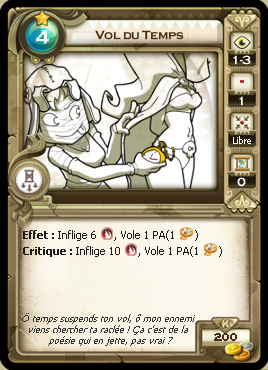 4
Vol du Temps
1-3
1
Libre
0
Effet : Inflige 6 , Vole 1 PA(1 )
Critique : Inflige 10 , Vole 1 PA(1 )
Ô temps suspends ton vol, ô mon ennemi
viens chercher ta raclée ! Ça c'est de la
poésie qui en jette, pas vrai ?
200